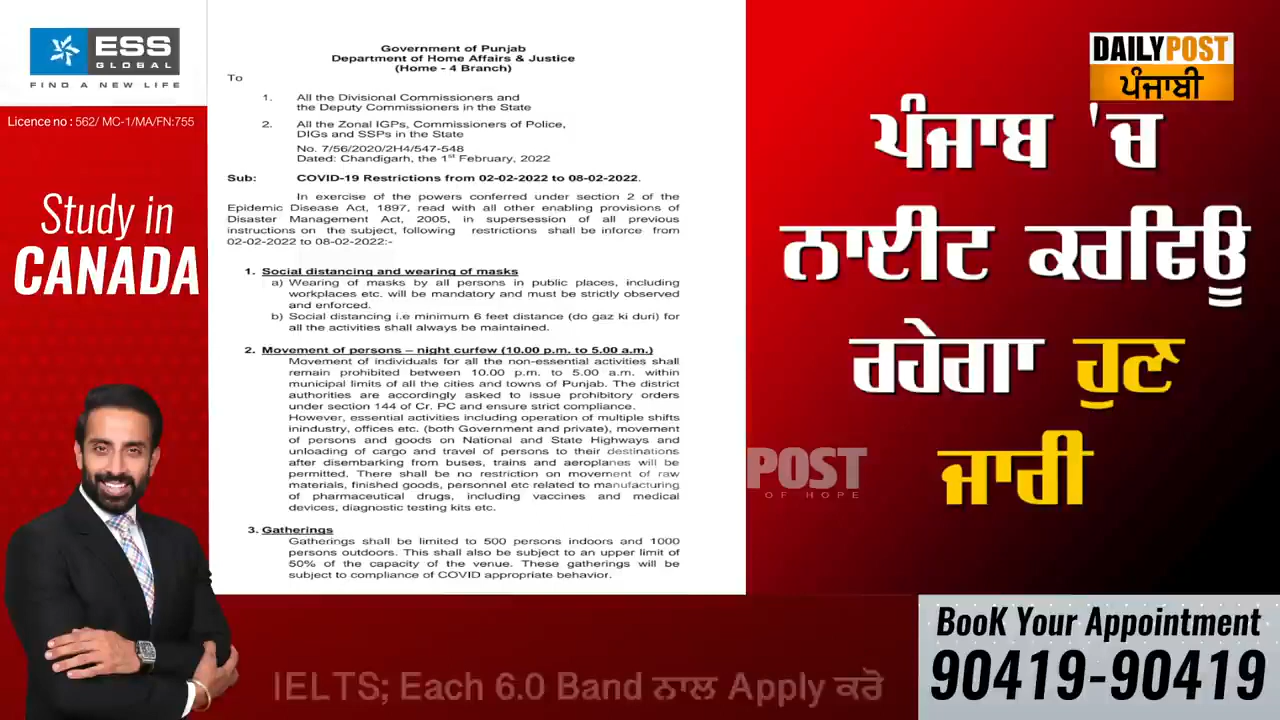 ESS
GLOBAL
FIND A NEW LIFE
Licence no : 562/ MC-1/MA/FN:755
Study in
CANADA
Government of Punjab
Department of Home Affairs & Justice
(Home - 4 Branch)
To
1. All the Divisional Commissioners and
the Deputy Commissioners in the State
2. All the Zonal IGPs, Commissioners of Police,
DIGs and SSPs in the State
No. 7/56/2020/2H4/547-548
Dated: Chandigarh, the 1st February, 2022
Sub: COVID-19 Restrictions from 02-02-2022 to 08-02-2022.
In exercise of the powers conferred under section 2 of the
Epidemic Disease Act, 1897, read with all other enabling provisions of
Disaster Management Act, 2005, in supersession of all previous
instructions on the subject, following restrictions shall be inforce from
02-02-2022 to 08-02-2022:-
1. Social distancing and wearing of masks
a) Wearing of masks by all persons in public places, including
workplaces etc. will be mandatory and must be strictly observed
and enforced.
b) Social distancing i.e minimum 6 feet distance (do gaz ki duri) for
all the activities shall always be maintained.
2. Movement of persons – night curfew (10.00 p.m. to 5.00 a.m.)
Movement of individuals for all the non-essential activities shall
remain prohibited between 10.00 p.m. to 5.00 a.m. within
municipal limits of all the cities and towns of Punjab. The district
authorities are accordingly asked to issue prohibitory orders
under section 144 of Cr. PC and ensure strict compliance.
However, essential activities including operation of multiple shifts
inindustry, offices etc. (both Government and private), movement
of persons and goods on National and State Highways and
unloading of cargo and travel of persons to their destinations
after disembarking from buses, trains and aeroplanes will be
permitted. There shall be no restriction on movement of raw
materials, finished goods, personnel etc related to manufacturing
of pharmaceutical drugs, including vaccines and medical
devices, diagnostic testing kits etc.
3. Gatherings
Gatherings shall be limited to 500 persons indoors and 1000
persons outdoors. This shall also be subject to an upper limit of
50% of the capacity of the venue. These gatherings will be
subject to compliance of COVID appropriate behavior.
DAILYPOST
ਪੰਜਾਬੀ
ਪੰਜਾਬ 'ਚ
ਨਾਈਟ ਕਰਫਿਊ
ਰਹੇਗਾ ਹੁਣ
ਜਾਰੀ
POST
OF HOPE
IELTS; Each 6.0 Band ਨਾਲ Apply ਕਰੋ
BooK Your Appointment
90419-90419